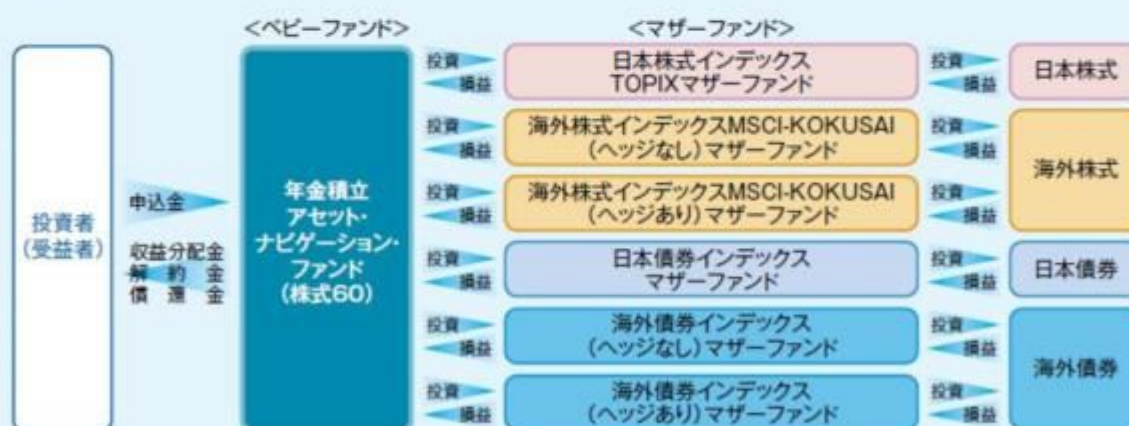 <ベビーファンド>
<マザーファンド>
投資者
(受益者)
申込金
収益分配金
解約金
償還金
年金積立
アセット・
ナビゲーション・
ファンド
(株式60)
投資
損益
日本株式インデックス
TOPIXマザーファンド
投資
損益
日本株式
投資
損益
海外株式インデックスMSCI-KOKUSAI
(ヘッジなし)マザーファンド
投資
損益
海外株式
投資
損益
海外株式インデックスMSCI-KOKUSAI
(ヘッジあり)マザーファンド
投資
損益
投資
損益
日本債券インデックス
マザーファンド
投資
損益
日本債券
投資
損益
海外債券インデックス
(ヘッジなし)マザーファンド
投資
損益
海外債券
投資
損益
海外債券インデックス
(ヘッジあり)マザーファンド
投資
損益